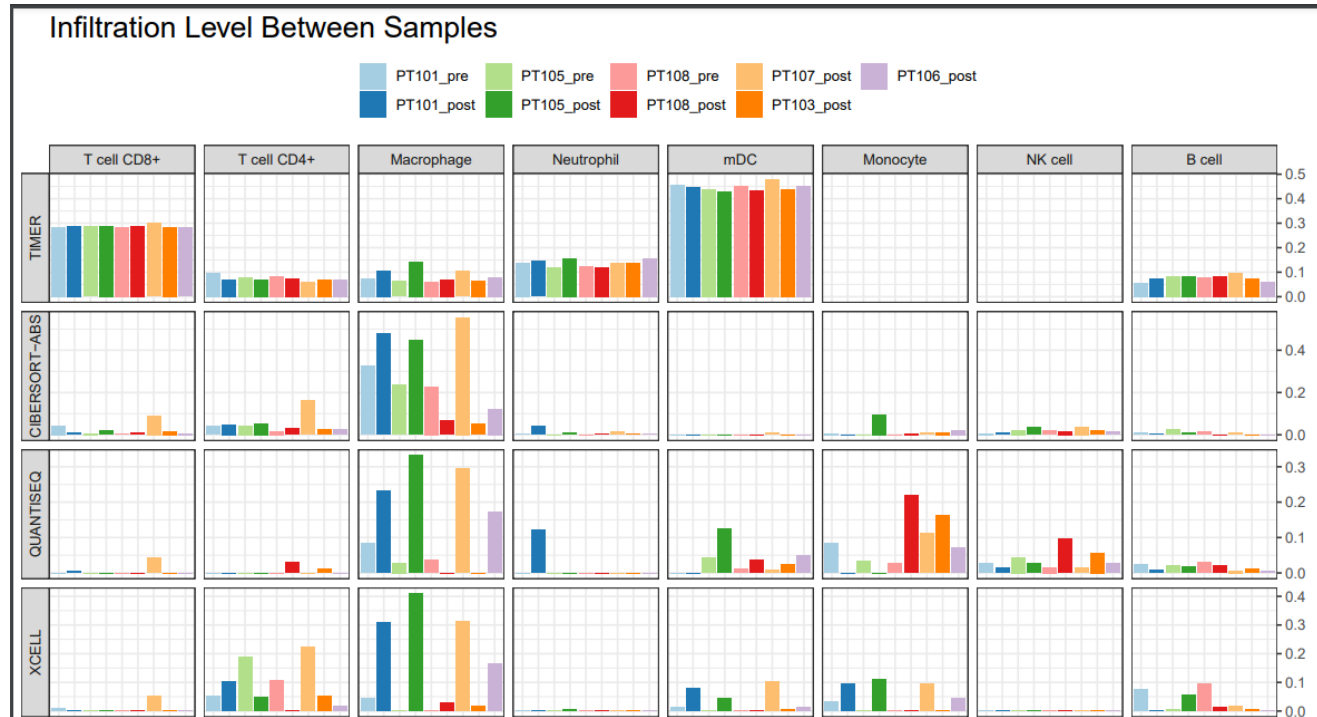 Infiltration Level Between Samples
PT101_pre PT105_pre PT108_pre PT107_post PT106_post
PT101_post PT105_post PT108_post PT103_post
T cell CD8+ T cell CD4+ Macrophage Neutrophil mDC Monocyte NK cell B cell
TIMER
0.5
0.4
0.3
0.2
0.1
0.0
CIBERSORT-ABS
0.4
0.2
0.0
QUANTISEQ
0.3
0.2
0.1
0.0
XCELL
0.4
0.3
0.2
0.1
0.0